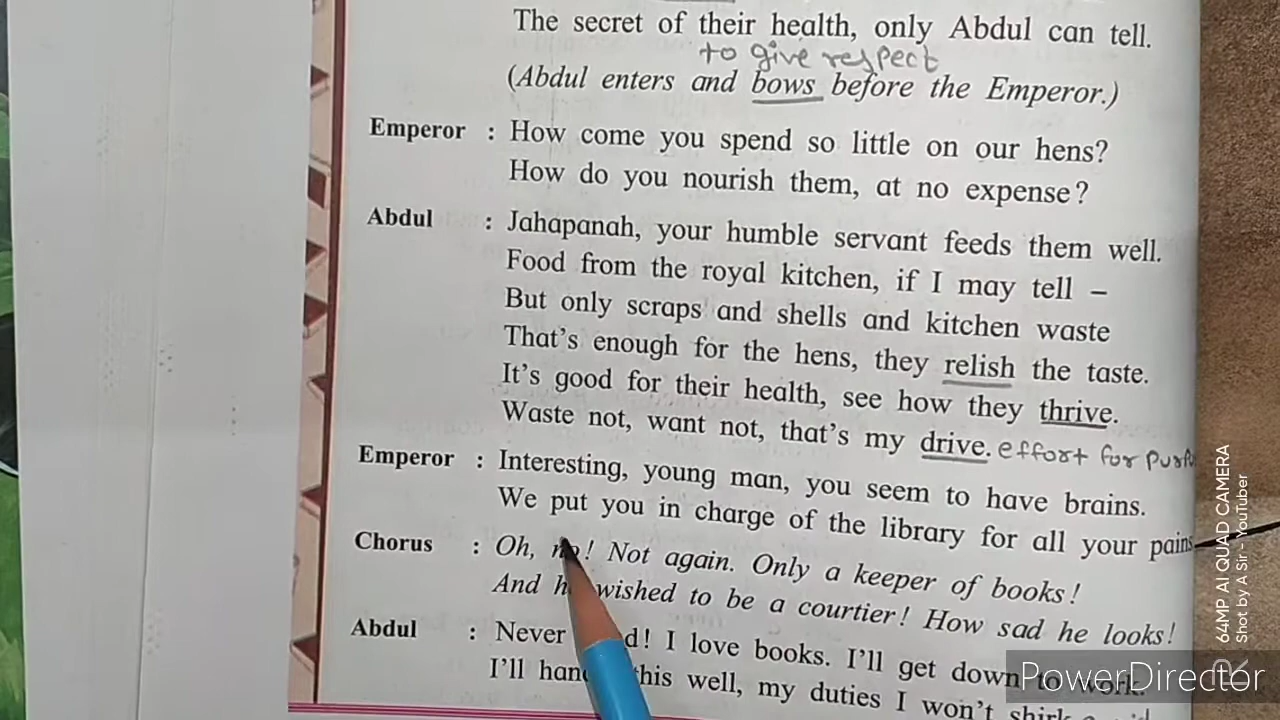 The secret of their health, only Abdul can tell.
to give respect
(Abdul enters and bows before the Emperor.)
Emperor : How come you spend so little on our hens?
How do you nourish them, at no expense?
Abdul : Jahapanah, your humble servant feeds them well.
Food from the royal kitchen, if I may tell –
But only scraps and shells and kitchen waste
That's enough for the hens, they relish the taste.
It's good for their health, see how they thrive.
Waste not, want not, that's my drive. effort for
Emperor : Interesting, young man, you seem to have brains.
We put you in charge of the library for all your pains
Chorus : Oh, no! Not again. Only a keeper of books!
And he wished to be a courtier! How sad he looks!
Abdul : Never! I love books. I'll get down to work.
I'll this well, my duties I won't shirk
64MP AI QUAD CAMERA
Shot by A Sir - YouTuber
PowerDirector